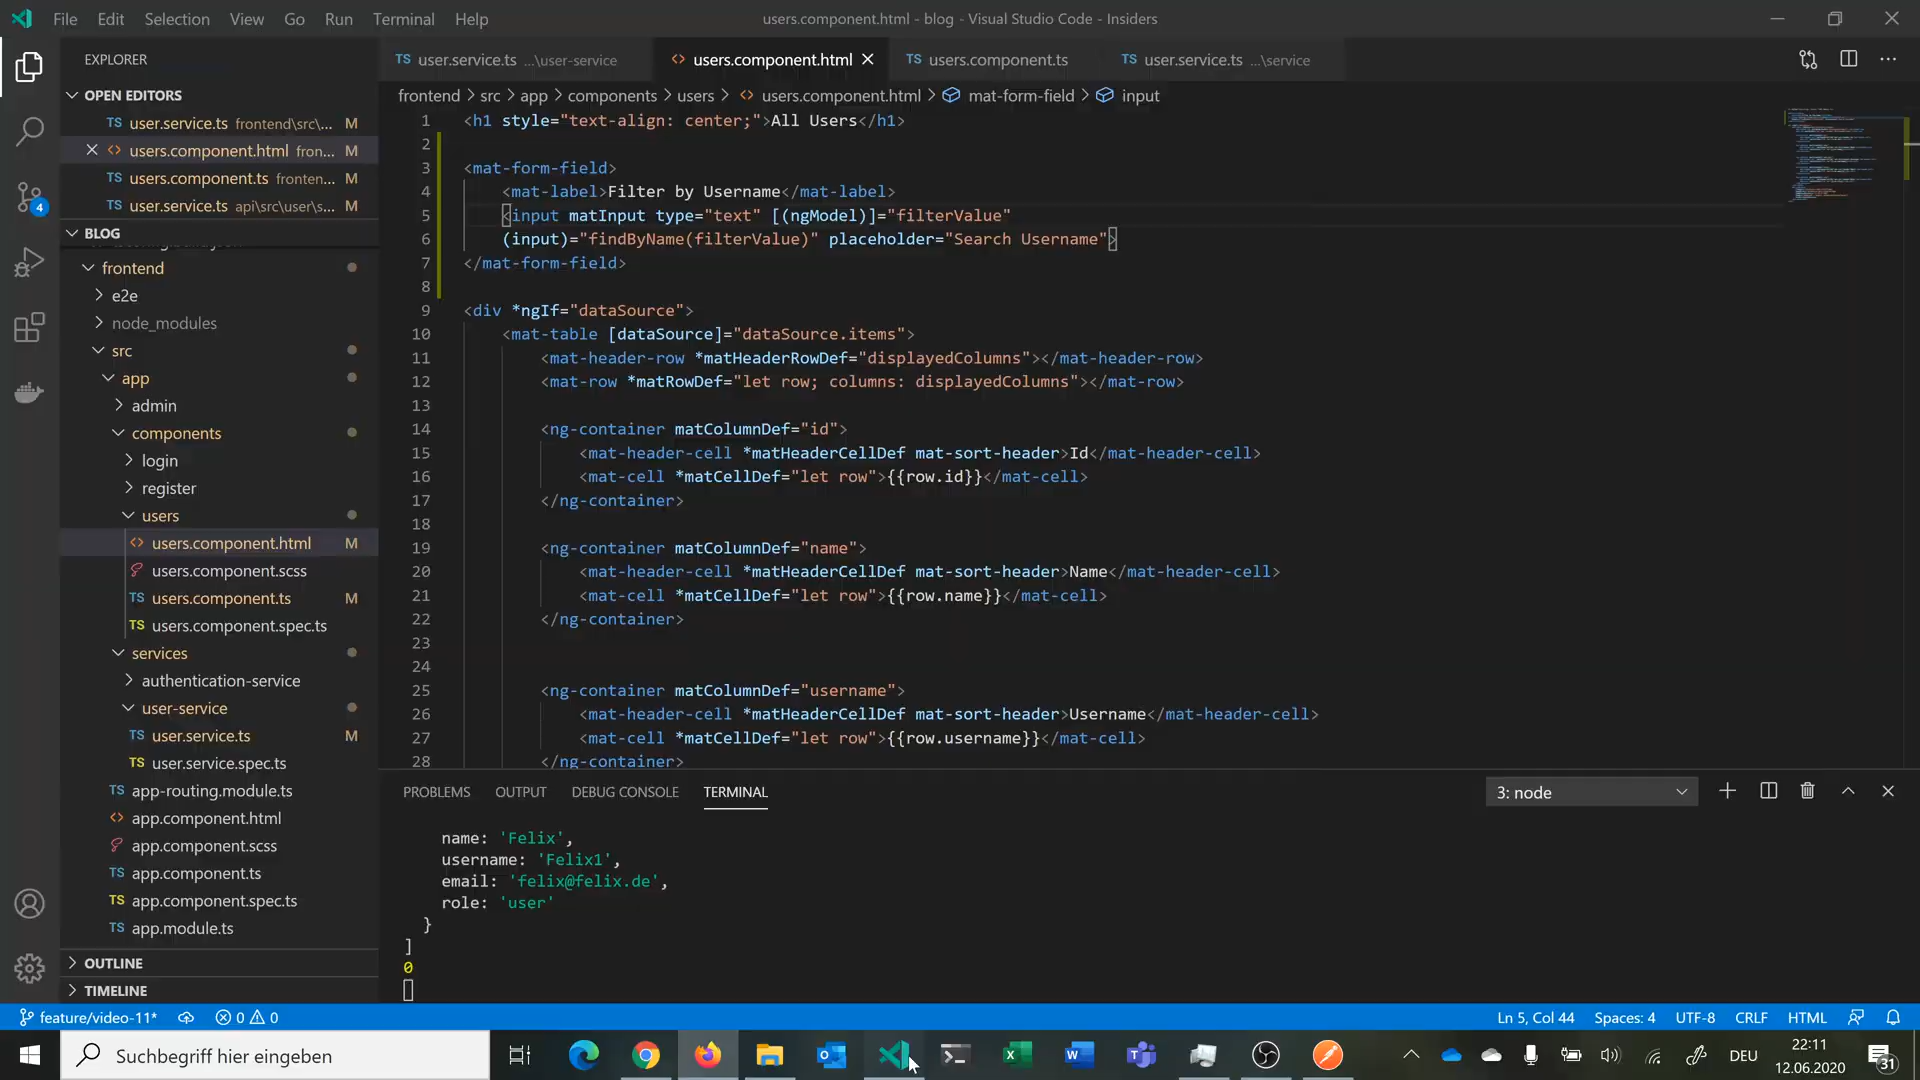 File Edit Selection View Go Run Terminal Help
users.component.html - blog - Visual Studio Code - Insiders
EXPLORER
OPEN EDITORS
TS user.service.ts frontend\src\... M
<> users.component.html fron... M
TS users.component.ts fronten... M
TS user.service.ts api\src\user\s... M
BLOG
frontend
e2e
node_modules
src
app
admin
components
login
register
users
<> users.component.html M
users.component.scss
TS users.component.ts M
TS users.component.spec.ts
services
authentication-service
user-service
TS user.service.ts M
TS user.service.spec.ts
TS app-routing.module.ts
<> app.component.html
app.component.scss
TS app.component.ts
TS app.component.spec.ts
TS app.module.ts
OUTLINE
TIMELINE
4
TS user.service.ts ...\user-service
<> users.component.html
TS users.component.ts
TS user.service.ts ...\service
frontend > src > app > components > users > <> users.component.html > mat-form-field > input
1 <h1 style="text-align: center;">All Users</h1>
2
3 <mat-form-field>
4 <mat-label>Filter by Username</mat-label>
5 <input matInput type="text" [(ngModel)]="filterValue"
6 (input)="findByName(filterValue)" placeholder="Search Username">
7 </mat-form-field>
8
9 <div *ngIf="dataSource">
10 <mat-table [dataSource]="dataSource.items">
11 <mat-header-row *matHeaderRowDef="displayedColumns"></mat-header-row>
12 <mat-row *matRowDef="let row; columns: displayedColumns"></mat-row>
13
14 <ng-container matColumnDef="id">
15 <mat-header-cell *matHeaderCellDef mat-sort-header>Id</mat-header-cell>
16 <mat-cell *matCellDef="let row">{{row.id}}</mat-cell>
17 </ng-container>
18
19 <ng-container matColumnDef="name">
20 <mat-header-cell *matHeaderCellDef mat-sort-header>Name</mat-header-cell>
21 <mat-cell *matCellDef="let row">{{row.name}}</mat-cell>
22 </ng-container>
23
24
25 <ng-container matColumnDef="username">
26 <mat-header-cell *matHeaderCellDef mat-sort-header>Username</mat-header-cell>
27 <mat-cell *matCellDef="let row">{{row.username}}</mat-cell>
28 </ng-container>
PROBLEMS OUTPUT DEBUG CONSOLE TERMINAL
3: node
name: 'Felix',
username: 'Felix1',
email: 'felix@felix.de',
role: 'user'
}
]
0
feature/video-11* 0 0
Ln 5, Col 44 Spaces: 4 UTF-8 CRLF HTML
Suchbegriff hier eingeben
DEU
22:11
12.06.2020
31